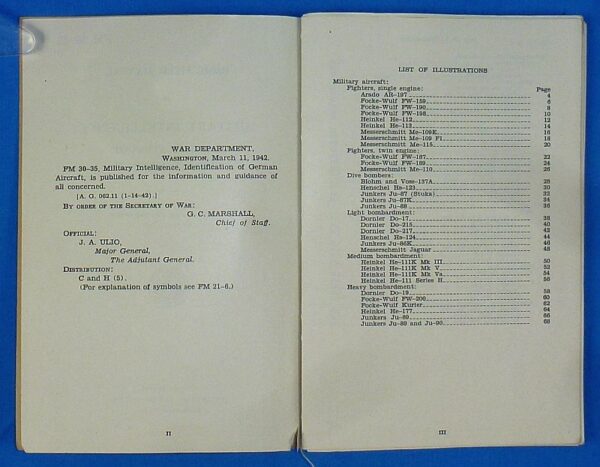 WAR DEPARTMENT,
WASHINGTON, March 11, 1942.
FM 30-35, Military Intelligence, Identification of German
Aircraft, is published for the information and guidance of
all concerned.
[A. G. 062.11 (1-14-42).]
BY ORDER OF THE SECRETARY OF WAR:
G. C. MARSHALL,
Chief of Staff.
OFFICIAL:
J. A. ULIO,
Major General,
The Adjutant General.
DISTRIBUTION:
C and H (5).
(For explanation of symbols see FM 21-6.)
II
LIST OF ILLUSTRATIONS
Military aircraft:
Fighters, single engine: Page
Arado AR-197 4
Focke-Wulf FW-159 6
Focke-Wulf FW-190 8
Focke-Wulf FW-198 10
Heinkel He-112 12
Heinkel He-113 14
Messerschmitt Me-109E 16
Messerschmitt Me-109 F1 18
Messerschmitt Me-115 20
Fighters, twin engine:
Focke-Wulf FW-187 22
Focke-Wulf FW-189 24
Messerschmitt Me-110 26
Dive bombers:
Blohm and Voss-137A 28
Henschel Hs-123 30
Junkers Ju-87 (Stuka) 32
Junkers Ju-87K 34
Junkers Ju-88 36
Light bombardment:
Dornier Do-17 38
Dornier Do-215 40
Dornier Do-217 42
Henschel Hs-124 44
Junkers Ju-86K 46
Messerschmitt Jaguar 48
Medium bombardment:
Heinkel He-111K Mk III 50
Heinkel He-111K Mk V 52
Heinkel He-111K Mk Va 54
Heinkel He-111 Series H 56
Heavy bombardment:
Dornier Do-19 58
Focke-Wulf FW-200 60
Focke-Wulf Kurier 62
Heinkel He-177 64
Junkers Ju-89 66
Junkers Ju-89 and Ju-90 68
III